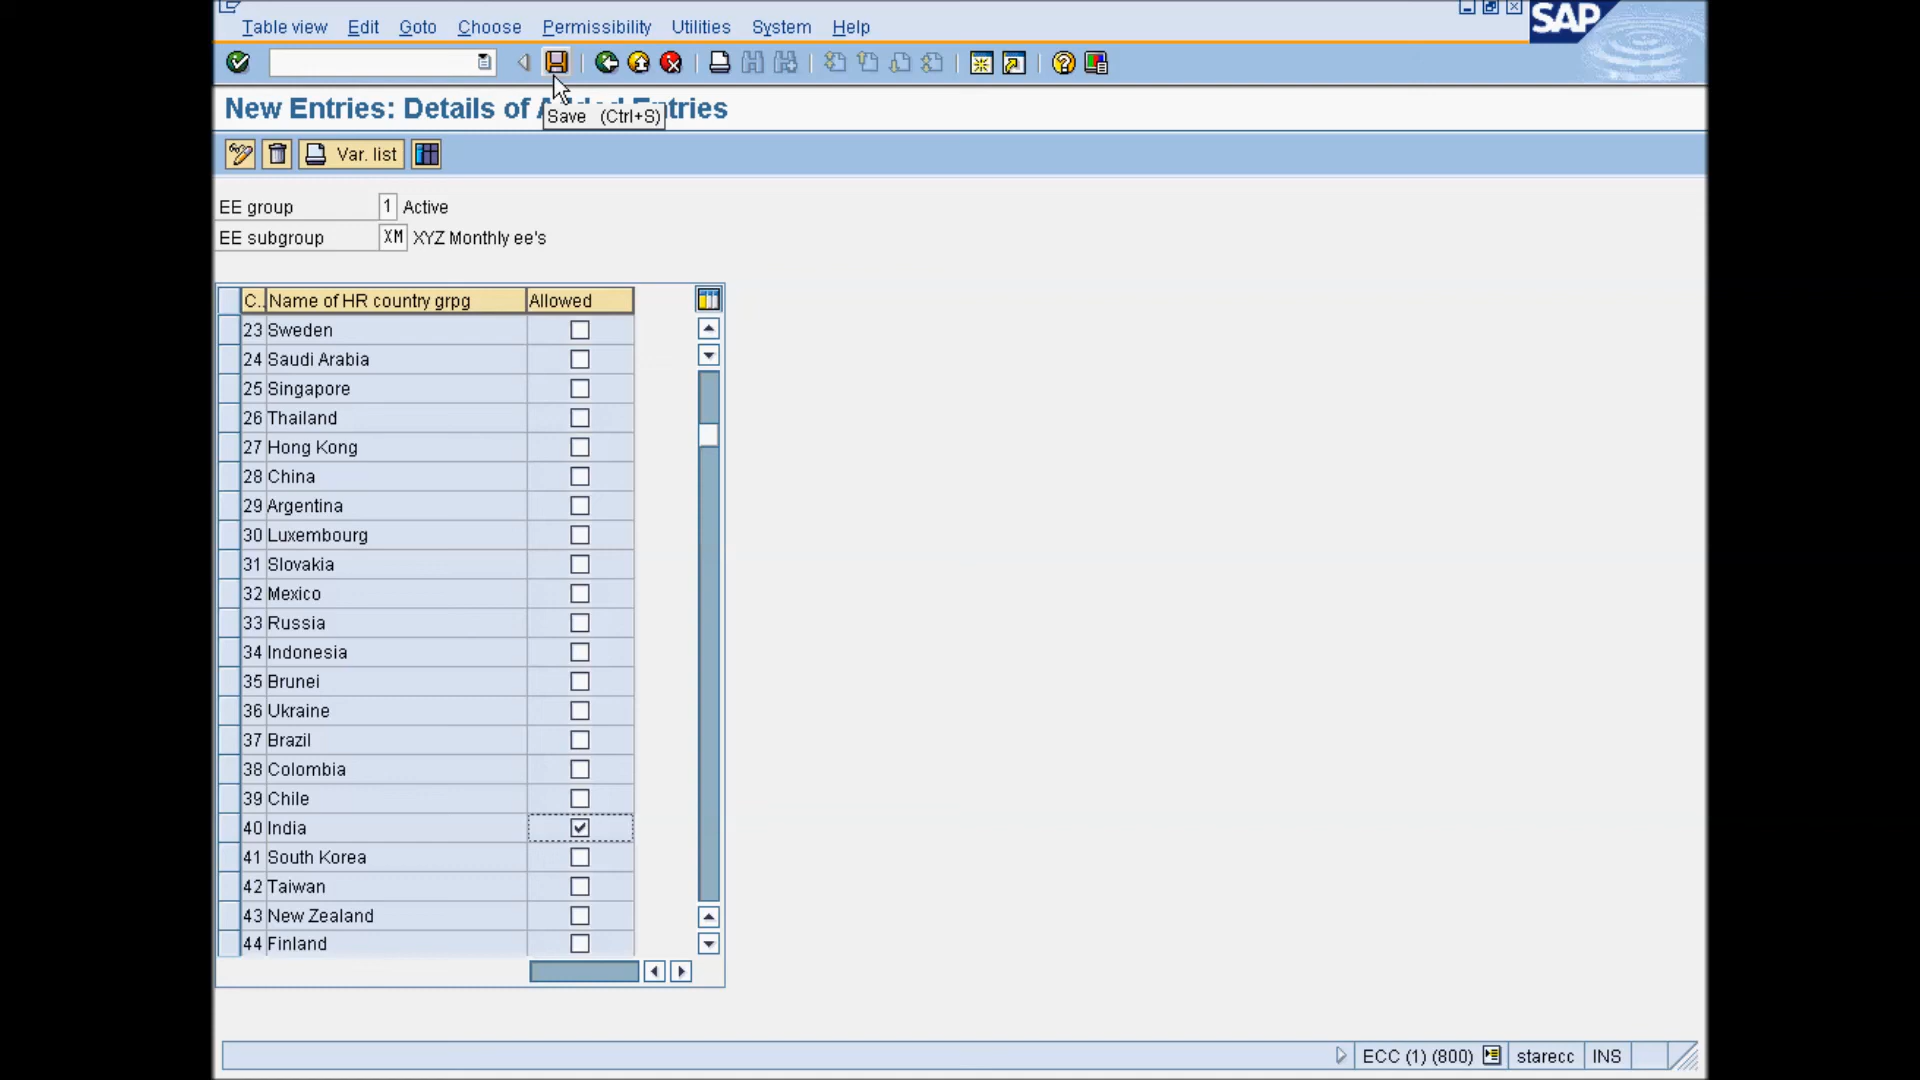 Table view Edit Goto Choose Permissibility Utilities System Help
SAP
New Entries: Details of Added Entries
Save (Ctrl+S)
Var. list
EE group 1 Active
EE subgroup XM XYZ Monthly ee's
C.. Name of HR country grpg Allowed
23 Sweden
24 Saudi Arabia
25 Singapore
26 Thailand
27 Hong Kong
28 China
29 Argentina
30 Luxembourg
31 Slovakia
32 Mexico
33 Russia
34 Indonesia
35 Brunei
36 Ukraine
37 Brazil
38 Colombia
39 Chile
40 India
41 South Korea
42 Taiwan
43 New Zealand
44 Finland
ECC (1) (800) starecc INS